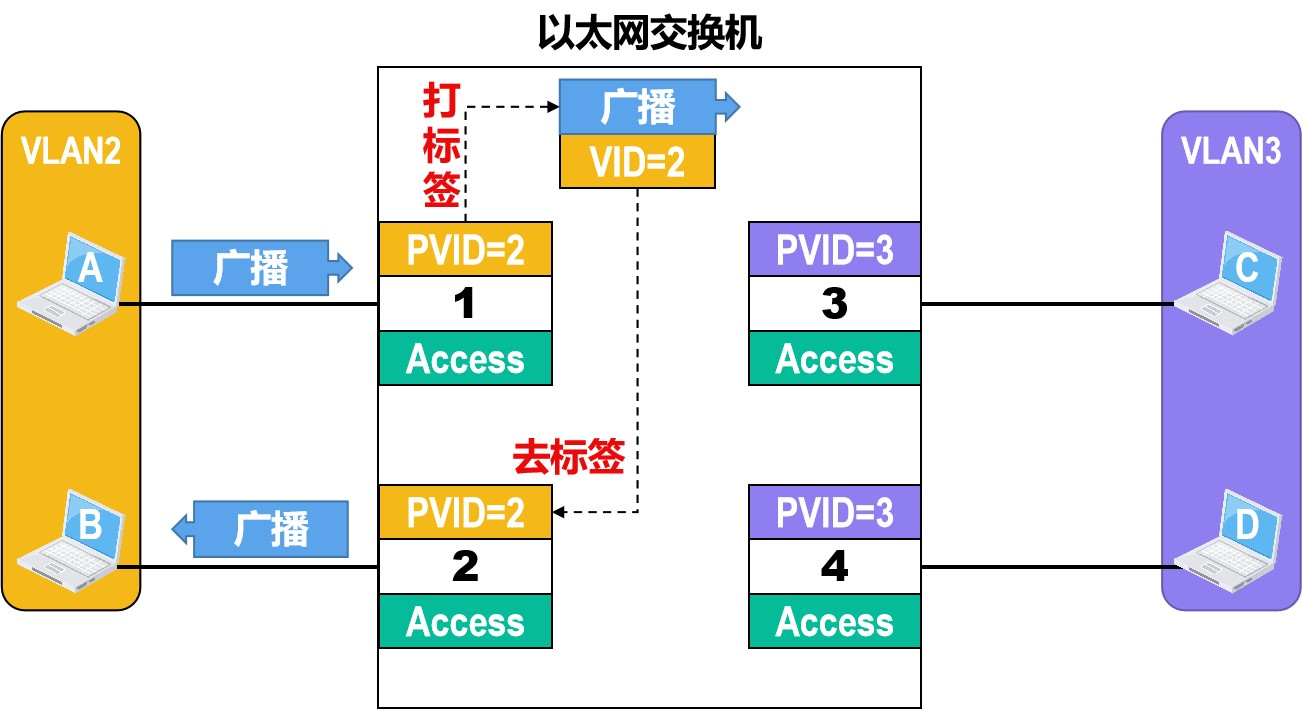 以太网交换机
打标签
广播
VID=2
VLAN2
VLAN3
A
广播
PVID=2
1
Access
PVID=3
3
Access
C
去标签
B
广播
PVID=2
2
Access
PVID=3
4
Access
D